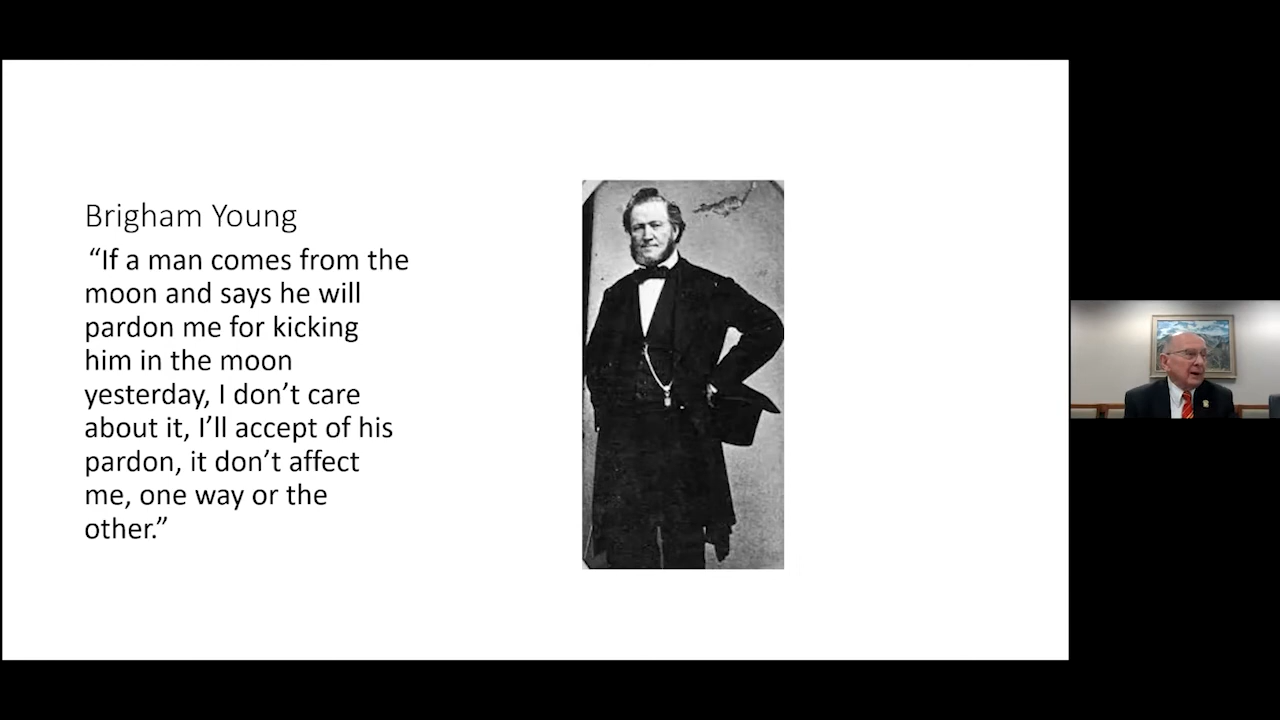 Brigham Young
“If a man comes from the
moon and says he will
pardon me for kicking
him in the moon
yesterday, I don’t care
about it, I’ll accept of his
pardon, it don’t affect
me, one way or the
other.”